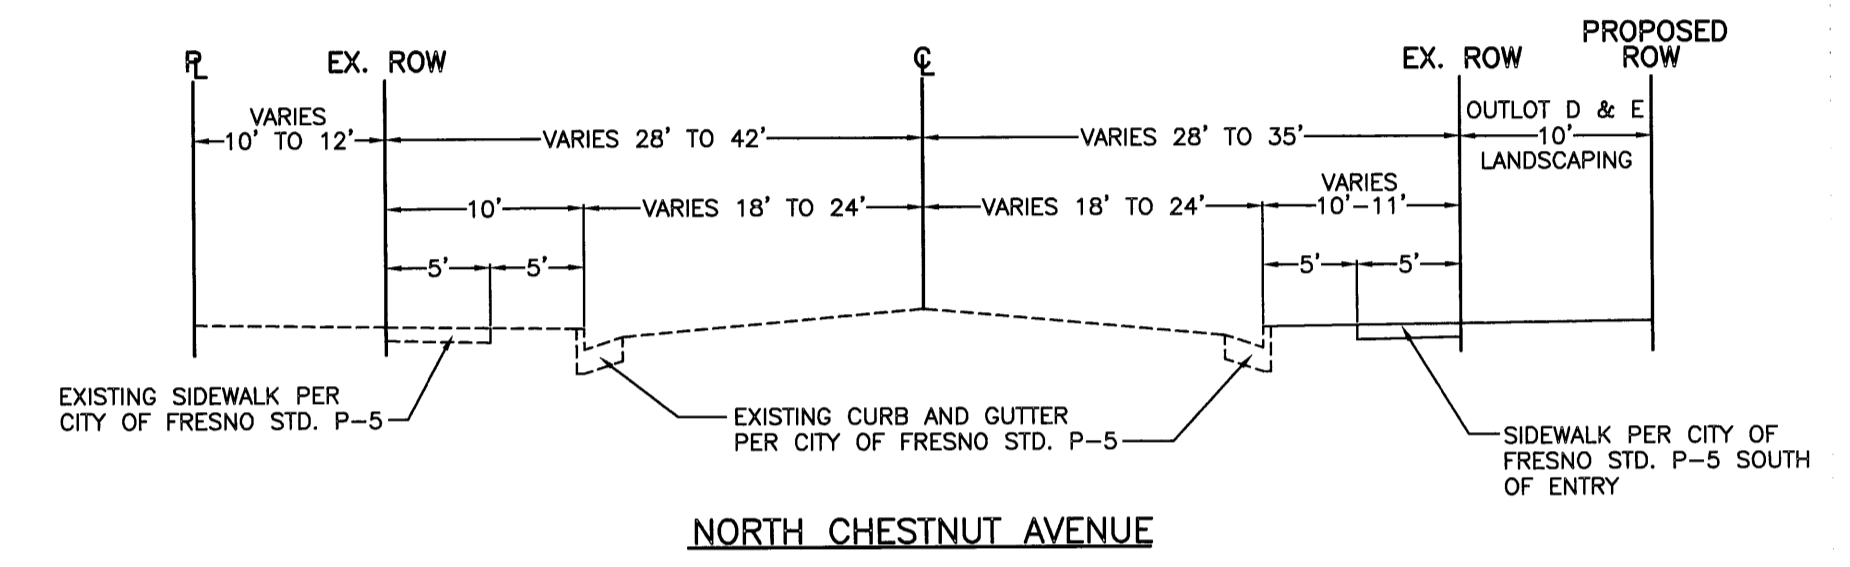 PROPOSED
ROW
PL
EX. ROW
CL
EX. ROW
VARIES
10' TO 12'
VARIES 28' TO 42'
VARIES 28' TO 35'
OUTLOT D & E
10'
LANDSCAPING
10'
VARIES 18' TO 24'
VARIES 18' TO 24'
VARIES
10'-11'
5'
5'
5'
5'
EXISTING SIDEWALK PER
CITY OF FRESNO STD. P-5
EXISTING CURB AND GUTTER
PER CITY OF FRESNO STD. P-5
SIDEWALK PER CITY OF
FRESNO STD. P-5 SOUTH
OF ENTRY
NORTH CHESTNUT AVENUE